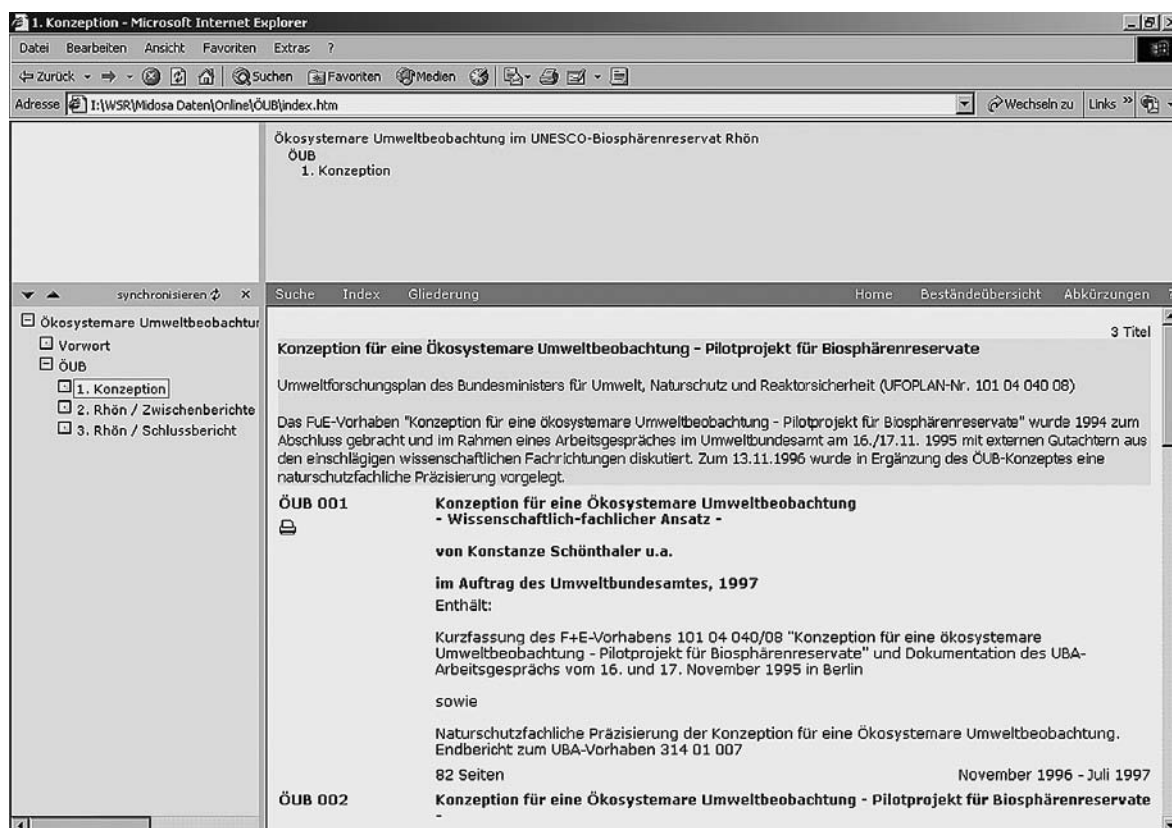 1. Konzeption - Microsoft Internet Explorer
Datei Bearbeiten Ansicht Favoriten Extras ?
Zurück Suchen Favoriten Medien
Adresse I:\WSR\Midosa Daten\Online\ÖUB\index.htm Wechseln zu Links »
Ökosystemare Umweltbeobachtung im UNESCO-Biosphärenreservat Rhön
ÖUB
1. Konzeption
synchronisieren ×
Suche Index Gliederung Home Beständeübersicht Abkürzungen ?
Ökosystemare Umweltbeobachtur
Vorwort
ÖUB
1. Konzeption
2. Rhön / Zwischenberichte
3. Rhön / Schlussbericht
3 Titel
Konzeption für eine Ökosystemare Umweltbeobachtung - Pilotprojekt für Biosphärenreservate
Umweltforschungsplan des Bundesministers für Umwelt, Naturschutz und Reaktorsicherheit (UFOPLAN-Nr. 101 04 040 08)
Das FuE-Vorhaben "Konzeption für eine ökosystemare Umweltbeobachtung - Pilotprojekt für Biosphärenreservate" wurde 1994 zum
Abschluss gebracht und im Rahmen eines Arbeitsgespräches im Umweltbundesamt am 16./17.11. 1995 mit externen Gutachtern aus
den einschlägigen wissenschaftlichen Fachrichtungen diskutiert. Zum 13.11.1996 wurde in Ergänzung des ÖUB-Konzeptes eine
naturschutzfachliche Präzisierung vorgelegt.
ÖUB 001 Konzeption für eine Ökosystemare Umweltbeobachtung
- Wissenschaftlich-fachlicher Ansatz -
von Konstanze Schönthaler u.a.
im Auftrag des Umweltbundesamtes, 1997
Enthält:
Kurzfassung des F+E-Vorhabens 101 04 040/08 "Konzeption für eine ökosystemare
Umweltbeobachtung - Pilotprojekt für Biosphärenreservate" und Dokumentation des UBA-
Arbeitsgesprächs vom 16. und 17. November 1995 in Berlin
sowie
Naturschutzfachliche Präzisierung der Konzeption für eine Ökosystemare Umweltbeobachtung.
Endbericht zum UBA-Vorhaben 314 01 007
82 Seiten November 1996 - Juli 1997
ÖUB 002 Konzeption für eine Ökosystemare Umweltbeobachtung - Pilotprojekt für Biosphärenreservate
-